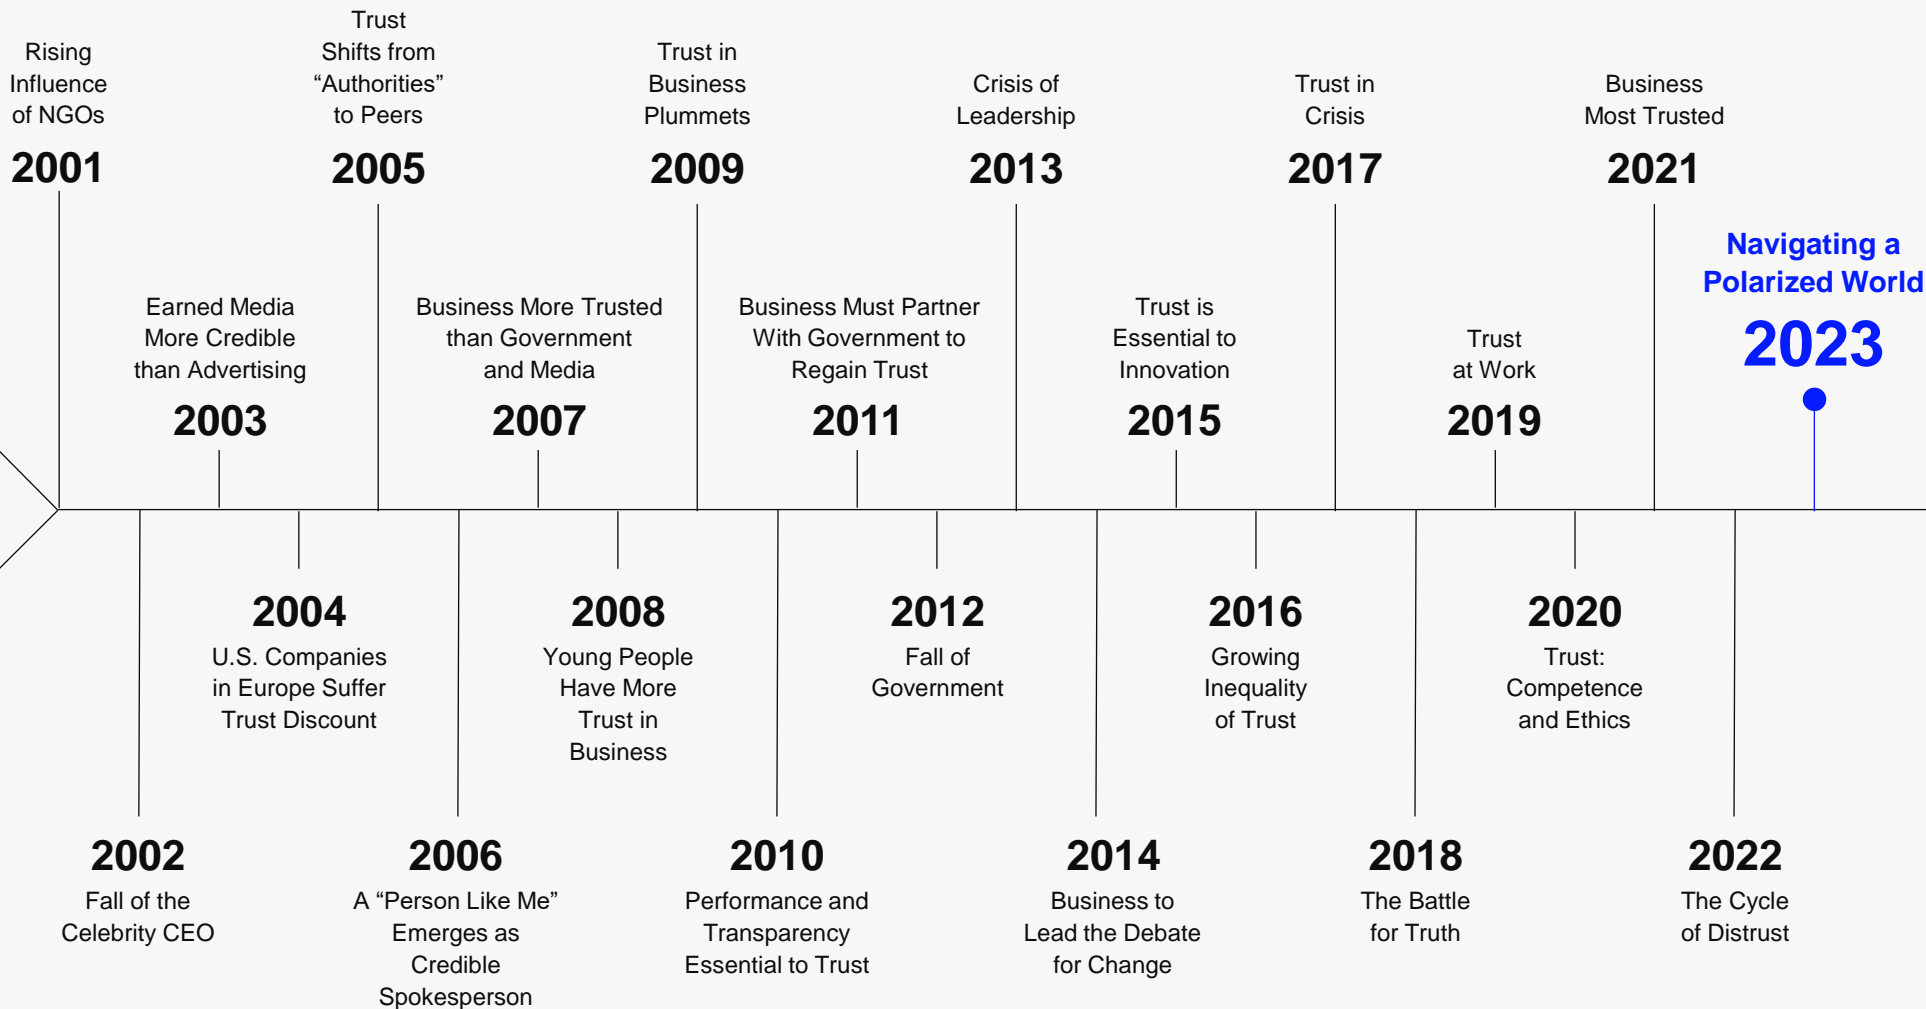 Rising
Influence
of NGOs
2001
Trust
Shifts from
“Authorities”
to Peers
2005
Trust in
Business
Plummets
2009
Crisis of
Leadership
2013
Trust in
Crisis
2017
Business
Most Trusted
2021
Earned Media
More Credible
than Advertising
2003
Business More Trusted
than Government
and Media
2007
Business Must Partner
With Government to
Regain Trust
2011
Trust is
Essential to
Innovation
2015
Trust
at Work
2019
Navigating a
Polarized World
2023
2004
U.S. Companies
in Europe Suffer
Trust Discount
2008
Young People
Have More
Trust in
Business
2012
Fall of
Government
2016
Growing
Inequality
of Trust
2020
Trust:
Competence
and Ethics
2002
Fall of the
Celebrity CEO
2006
A “Person Like Me”
Emerges as
Credible
Spokesperson
2010
Performance and
Transparency
Essential to Trust
2014
Business to
Lead the Debate
for Change
2018
The Battle
for Truth
2022
The Cycle
of Distrust